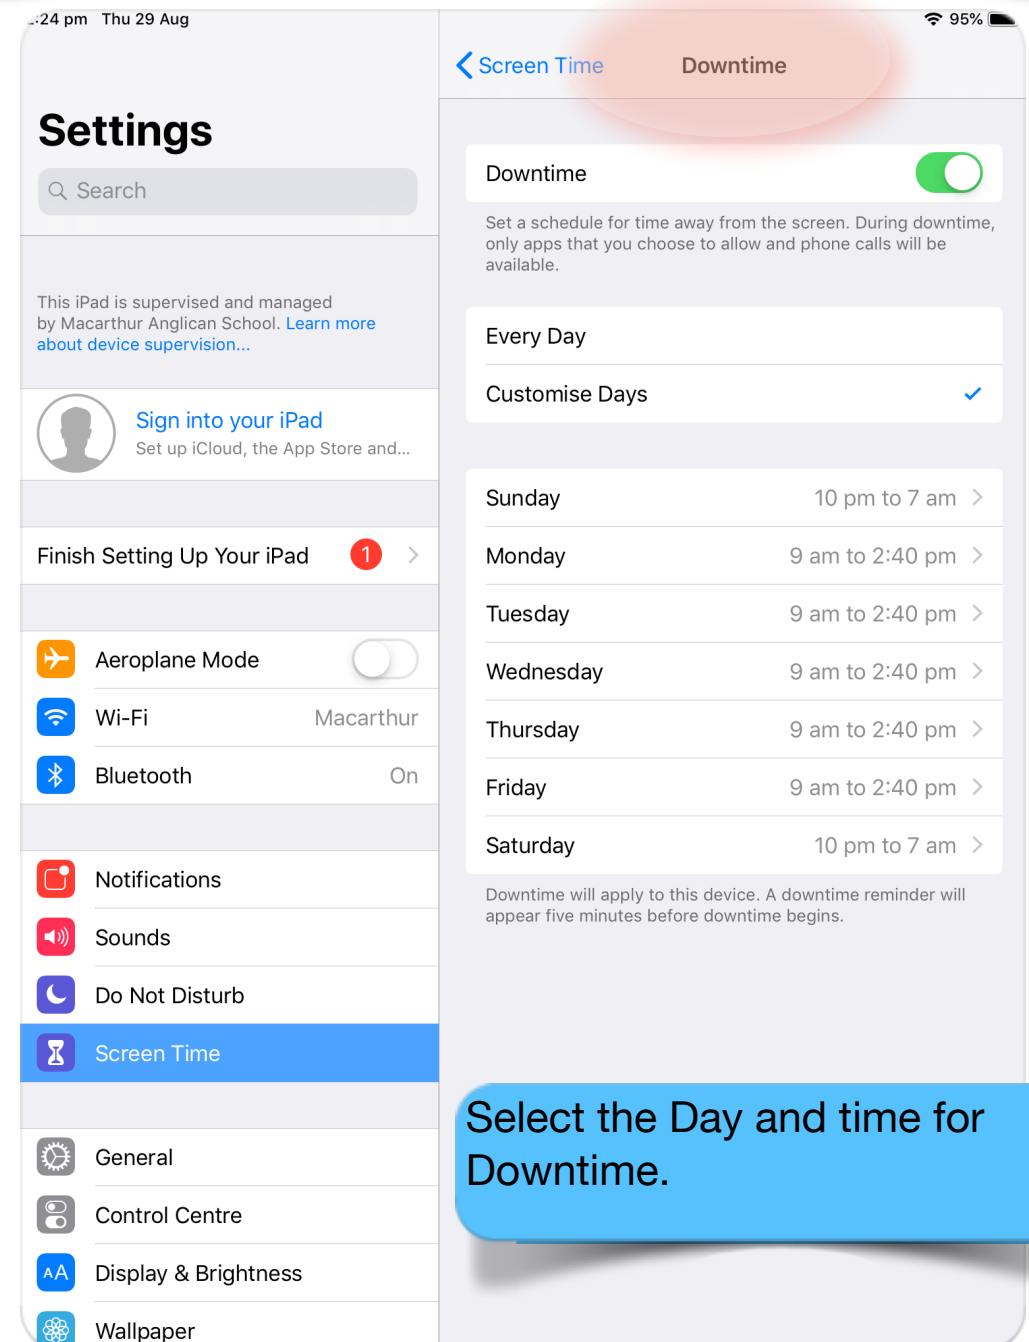 :24 pm Thu 29 Aug
95%
Settings
Search
This iPad is supervised and managed
by Macarthur Anglican School. Learn more
about device supervision...
Sign into your iPad
Set up iCloud, the App Store and...
Finish Setting Up Your iPad 1
Aeroplane Mode
Wi-Fi Macarthur
Bluetooth On
Notifications
Sounds
Do Not Disturb
Screen Time
General
Control Centre
AA Display & Brightness
Wallpaper
Screen Time Downtime
Downtime
Set a schedule for time away from the screen. During downtime,
only apps that you choose to allow and phone calls will be
available.
Every Day
Customise Days
Sunday 10 pm to 7 am
Monday 9 am to 2:40 pm
Tuesday 9 am to 2:40 pm
Wednesday 9 am to 2:40 pm
Thursday 9 am to 2:40 pm
Friday 9 am to 2:40 pm
Saturday 10 pm to 7 am
Downtime will apply to this device. A downtime reminder will
appear five minutes before downtime begins.
Select the Day and time for
Downtime.